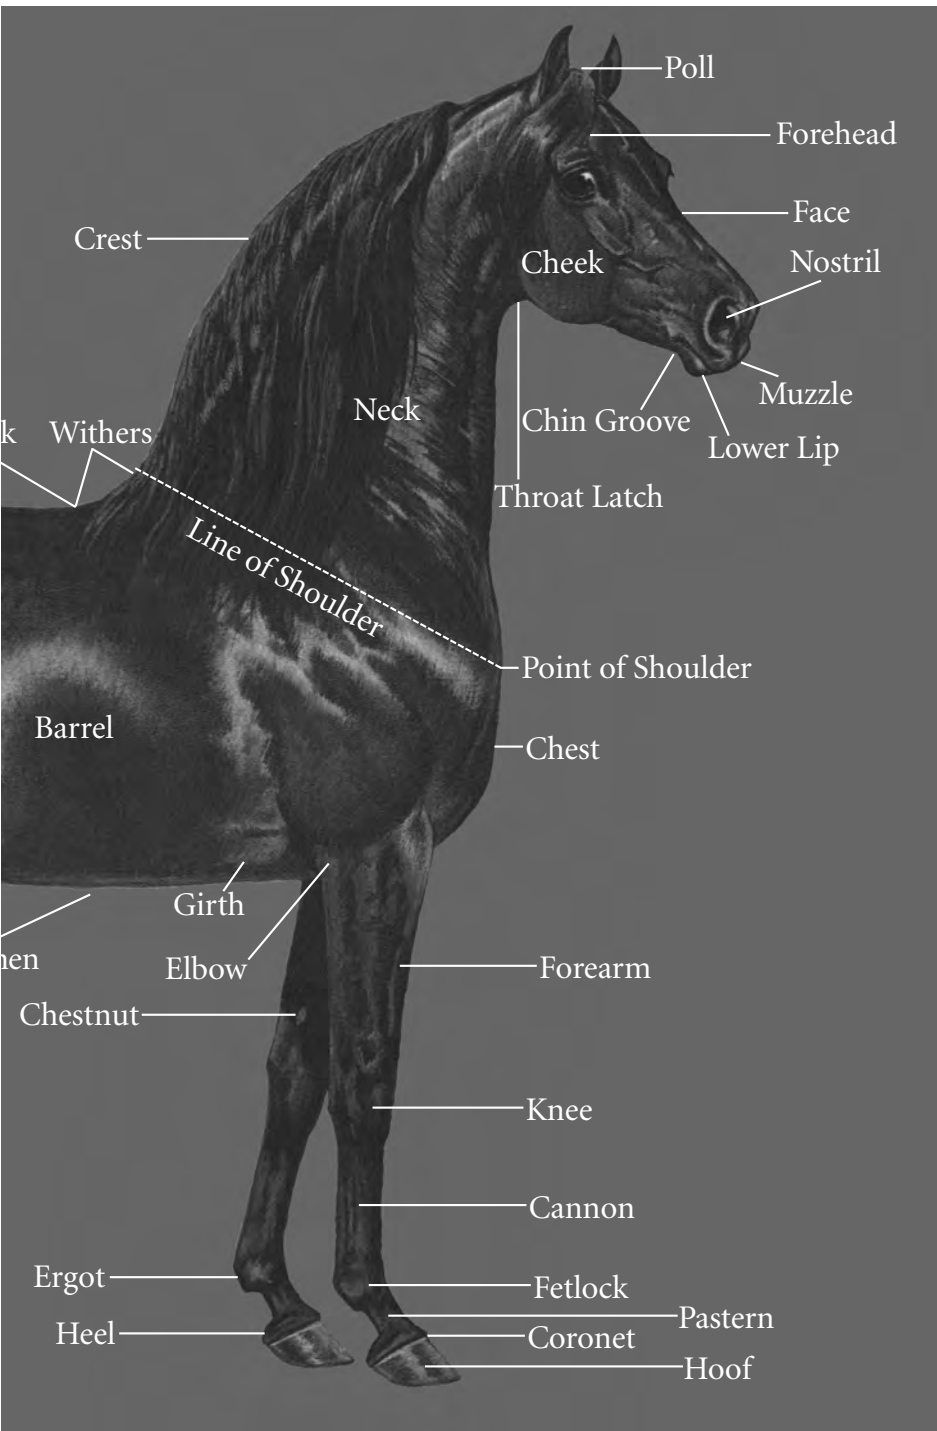 Poll
Forehead
Face
Crest
Nostril
Cheek
Muzzle
Neck
Chin Groove
k Withers
Lower Lip
Throat Latch
Line of Shoulder
Point of Shoulder
Barrel
Chest
Girth
nen
Elbow
Forearm
Chestnut
Knee
Cannon
Ergot
Fetlock
Pastern
Heel
Coronet
Hoof